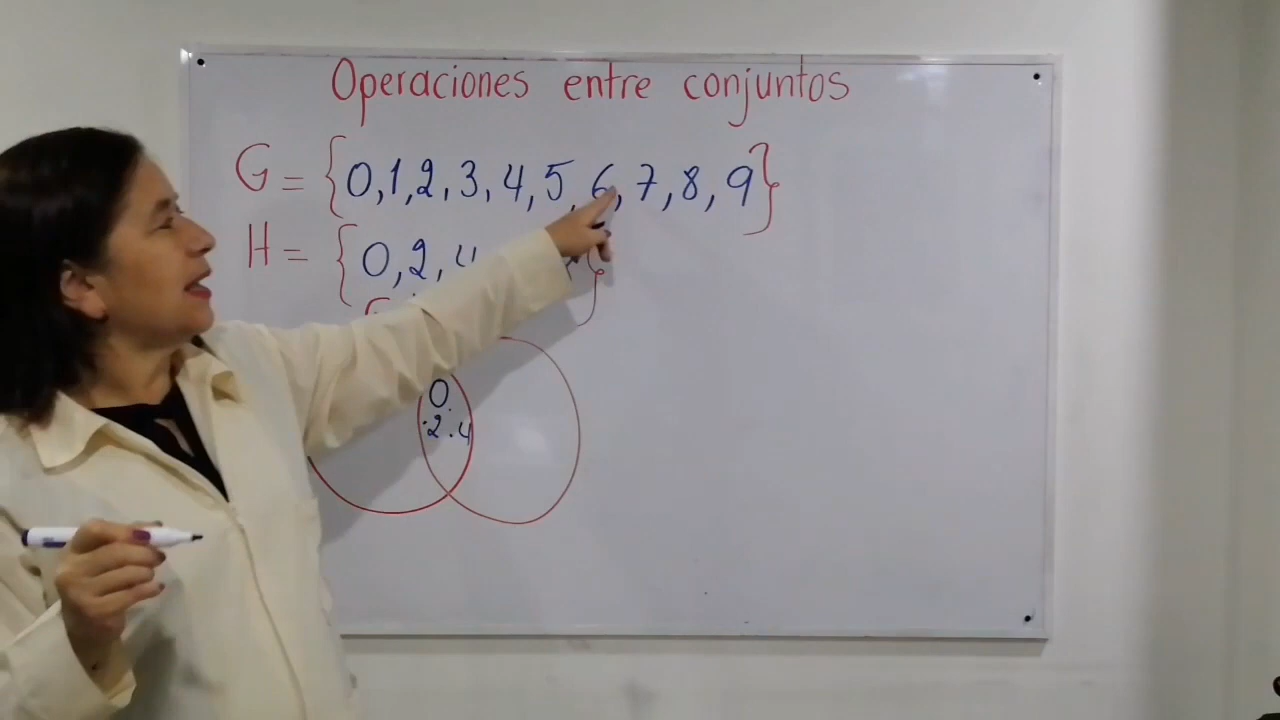 Operaciones entre conjuntos
G = {0,1,2,3,4,5,6,7,8,9}
H = {0,2,4
0.
.2.4